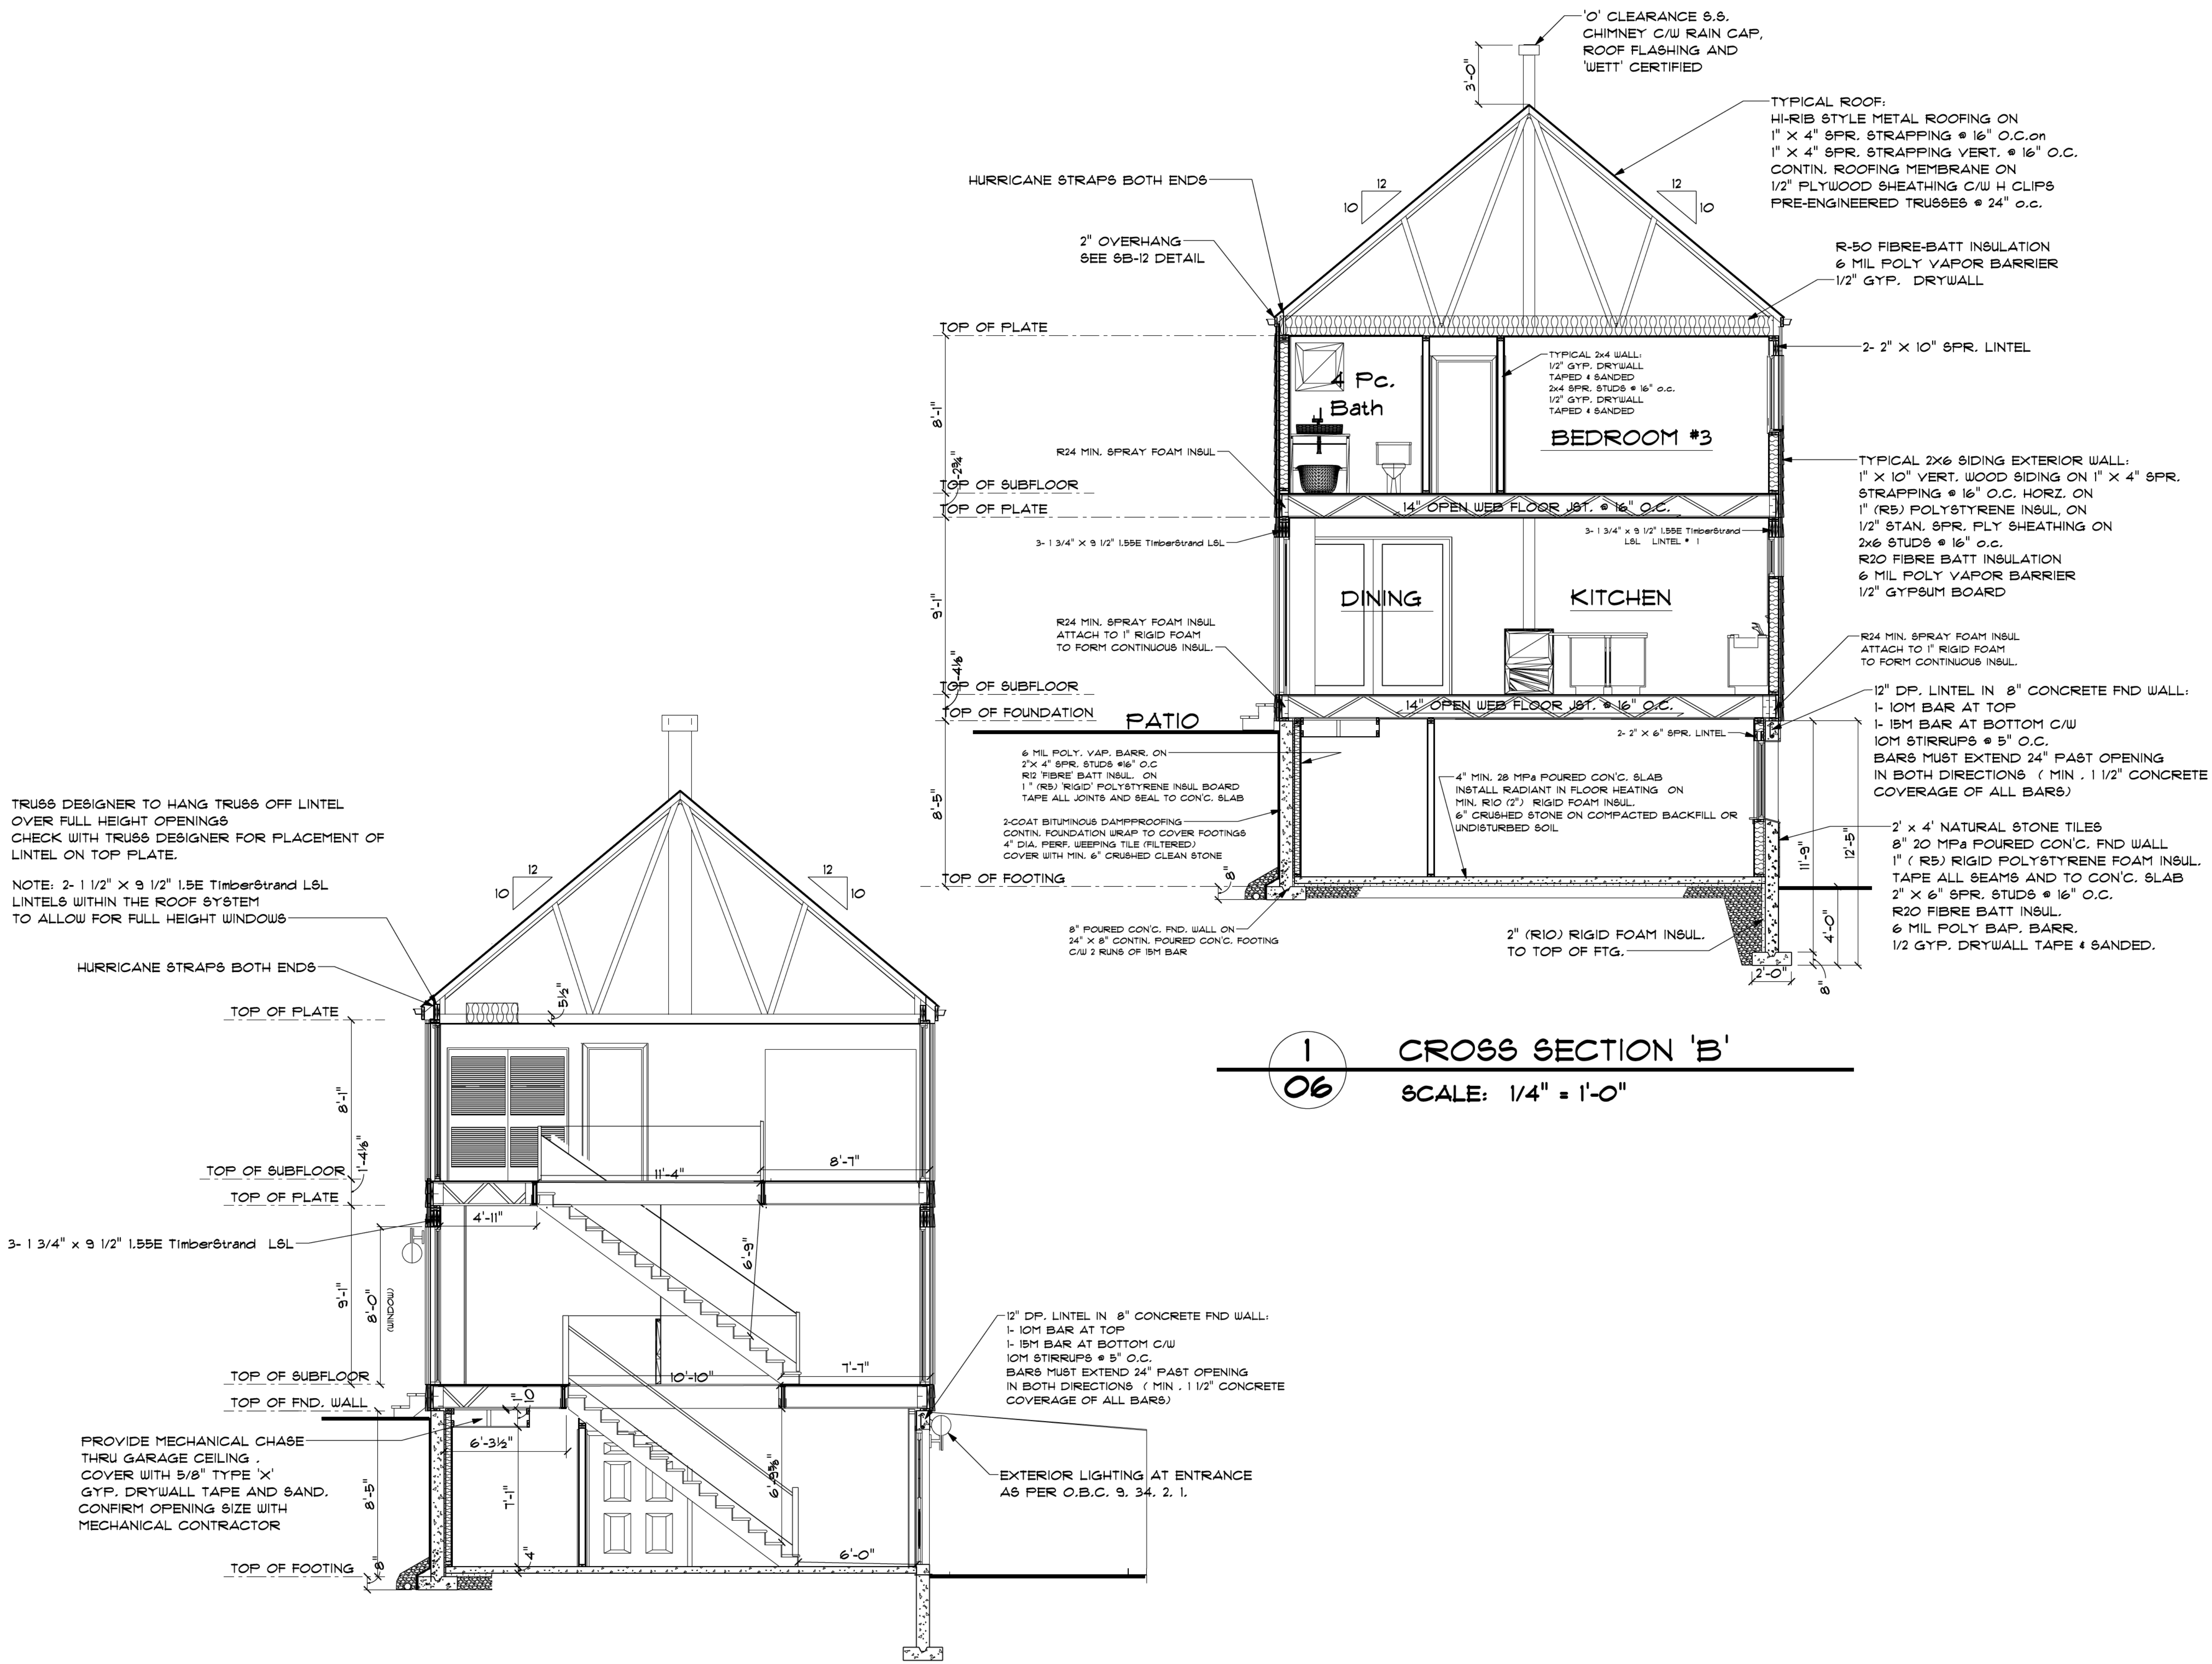 '0' CLEARANCE S.S.
CHIMNEY C/W RAIN CAP,
ROOF FLASHING AND
'WETT' CERTIFIED
3'-0"
TYPICAL ROOF:
HI-RIB STYLE METAL ROOFING ON
1" X 4" SPR. STRAPPING @ 16" O.C.on
1" X 4" SPR. STRAPPING VERT. @ 16" O.C.
CONTIN. ROOFING MEMBRANE ON
1/2" PLYWOOD SHEATHING C/W H CLIPS
PRE-ENGINEERED TRUSSES @ 24" o.c.
HURRICANE STRAPS BOTH ENDS
12
10
12
10
2" OVERHANG
SEE SB-12 DETAIL
R-50 FIBRE-BATT INSULATION
6 MIL POLY VAPOR BARRIER
1/2" GYP. DRYWALL
TOP OF PLATE
2- 2" X 10" SPR. LINTEL
4 Pc.
Bath
TYPICAL 2x4 WALL:
1/2" GYP. DRYWALL
TAPED & SANDED
2x4 SPR. STUDS @ 16" o.c.
1/2" GYP. DRYWALL
TAPED & SANDED
BEDROOM #3
8'-1"
R24 MIN. SPRAY FOAM INSUL
TYPICAL 2X6 SIDING EXTERIOR WALL:
1" X 10" VERT. WOOD SIDING ON 1" X 4" SPR.
STRAPPING @ 16" O.C. HORZ. ON
1" (R5) POLYSTYRENE INSUL, ON
1/2" STAN. SPR. PLY SHEATHING ON
2x6 STUDS @ 16" o.c.
R20 FIBRE BATT INSULATION
6 MIL POLY VAPOR BARRIER
1/2" GYPSUM BOARD
TOP OF SUBFLOOR
TOP OF PLATE
14" OPEN WEB FLOOR JST. @ 16" O.C.
3- 1 3/4" X 9 1/2" 1.55E TimberStrand LSL
3- 1 3/4" x 9 1/2" 1.55E TimberStrand
LSL LINTEL # 1
9'-1"
DINING
KITCHEN
R24 MIN. SPRAY FOAM INSUL
ATTACH TO 1" RIGID FOAM
TO FORM CONTINUOUS INSUL.
R24 MIN. SPRAY FOAM INSUL
ATTACH TO 1" RIGID FOAM
TO FORM CONTINUOUS INSUL.
TOP OF SUBFLOOR
TOP OF FOUNDATION
14" OPEN WEB FLOOR JST. @ 16" O.C.
PATIO
12" DP. LINTEL IN 8" CONCRETE FND WALL:
1- 10M BAR AT TOP
1- 15M BAR AT BOTTOM C/W
10M STIRRUPS @ 5" O.C.
BARS MUST EXTEND 24" PAST OPENING
IN BOTH DIRECTIONS ( MIN . 1 1/2" CONCRETE
COVERAGE OF ALL BARS)
2- 2" X 6" SPR. LINTEL
6 MIL POLY. VAP. BARR. ON
2"X 4" SPR. STUDS @16" O.C
R12 'FIBRE' BATT INSUL. ON
1 " (R5) 'RIGID' POLYSTYRENE INSUL BOARD
TAPE ALL JOINTS AND SEAL TO CON'C. SLAB
4" MIN. 28 MPa POURED CON'C. SLAB
INSTALL RADIANT IN FLOOR HEATING ON
MIN. R10 (2") RIGID FOAM INSUL.
6" CRUSHED STONE ON COMPACTED BACKFILL OR
UNDISTURBED SOIL
8'-5"
2-COAT BITUMINOUS DAMPPROOFING
CONTIN. FOUNDATION WRAP TO COVER FOOTINGS
4" DIA. PERF. WEEPING TILE (FILTERED)
COVER WITH MIN. 6" CRUSHED CLEAN STONE
2' x 4' NATURAL STONE TILES
8" 20 MPa POURED CON'C. FND WALL
1" ( R5) RIGID POLYSTYRENE FOAM INSUL.
TAPE ALL SEAMS AND TO CON'C. SLAB
2" X 6" SPR. STUDS @ 16" O.C.
R20 FIBRE BATT INSUL.
6 MIL POLY BAP. BARR.
1/2 GYP. DRYWALL TAPE & SANDED.
11'-9"
12'-5"
TOP OF FOOTING
8"
4'-0"
8" POURED CON'C. FND. WALL ON
24" X 8" CONTIN. POURED CON'C. FOOTING
C/W 2 RUNS OF 15M BAR
2" (R10) RIGID FOAM INSUL.
TO TOP OF FTG.
2'-0"
8"
1
06
CROSS SECTION 'B'
SCALE: 1/4" = 1'-0"
TRUSS DESIGNER TO HANG TRUSS OFF LINTEL
OVER FULL HEIGHT OPENINGS
CHECK WITH TRUSS DESIGNER FOR PLACEMENT OF
LINTEL ON TOP PLATE.
NOTE: 2- 1 1/2" X 9 1/2" 1.5E TimberStrand LSL
LINTELS WITHIN THE ROOF SYSTEM
TO ALLOW FOR FULL HEIGHT WINDOWS
12
10
12
10
HURRICANE STRAPS BOTH ENDS
5½"
TOP OF PLATE
8'-1"
1'-4⅛"
TOP OF SUBFLOOR
TOP OF PLATE
11'-4"
8'-7"
4'-11"
3- 1 3/4" x 9 1/2" 1.55E TimberStrand LSL
6'-9"
9'-1"
8'-0"
(WINDOW)
12" DP. LINTEL IN 8" CONCRETE FND WALL:
1- 10M BAR AT TOP
1- 15M BAR AT BOTTOM C/W
10M STIRRUPS @ 5" O.C.
BARS MUST EXTEND 24" PAST OPENING
IN BOTH DIRECTIONS ( MIN . 1 1/2" CONCRETE
COVERAGE OF ALL BARS)
TOP OF SUBFLOOR
TOP OF FND. WALL
10'-10"
7'-7"
PROVIDE MECHANICAL CHASE
THRU GARAGE CEILING .
COVER WITH 5/8" TYPE 'X'
GYP. DRYWALL TAPE AND SAND.
CONFIRM OPENING SIZE WITH
MECHANICAL CONTRACTOR
6'-3½"
8'-5"
7'-1"
6'-9⅝"
EXTERIOR LIGHTING AT ENTRANCE
AS PER O.B.C. 9. 34. 2. 1.
TOP OF FOOTING
8"
4"
6'-0"